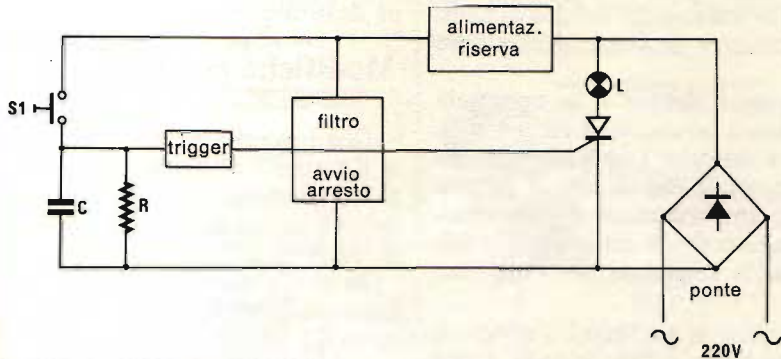 alimentaz.
riserva
L
S1
filtro
trigger
avvio
arresto
C
R
ponte
220V